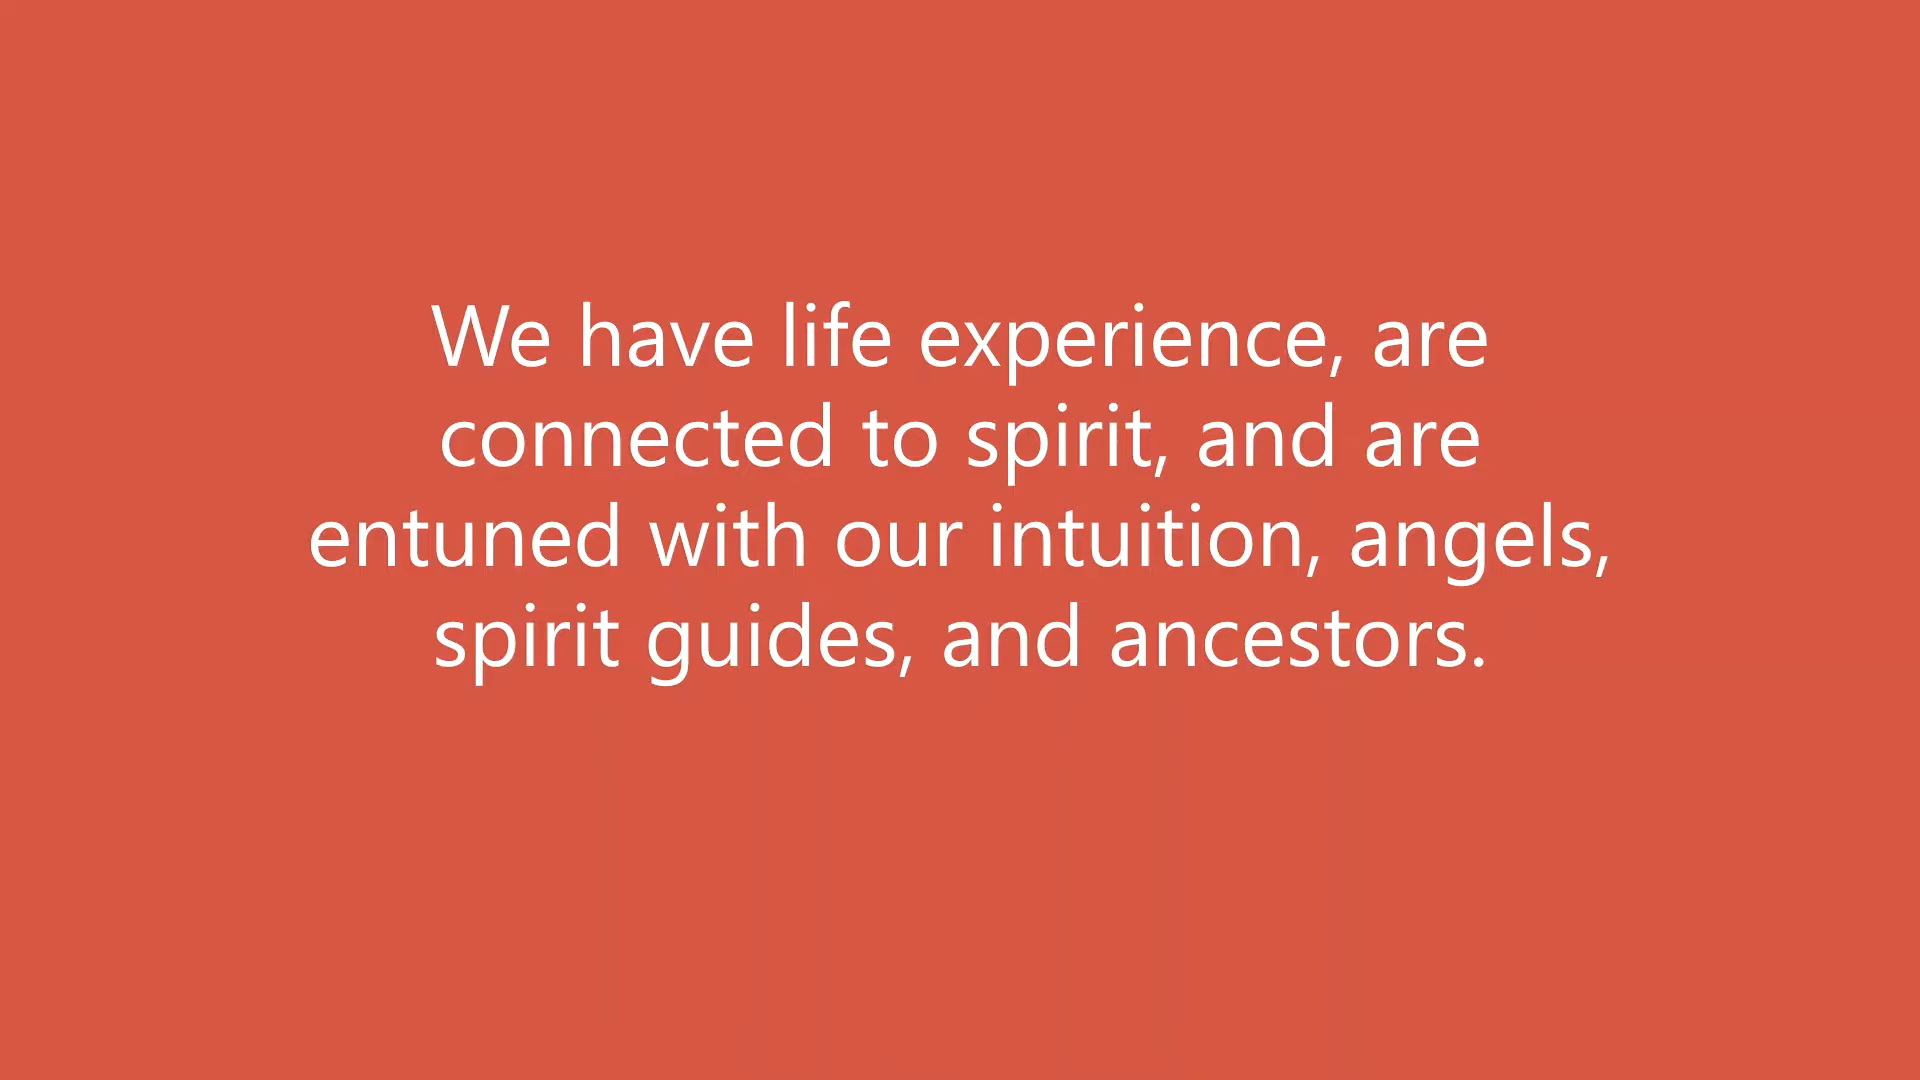 We have life experience, are
connected to spirit, and are
entuned with our intuition, angels,
spirit guides, and ancestors.